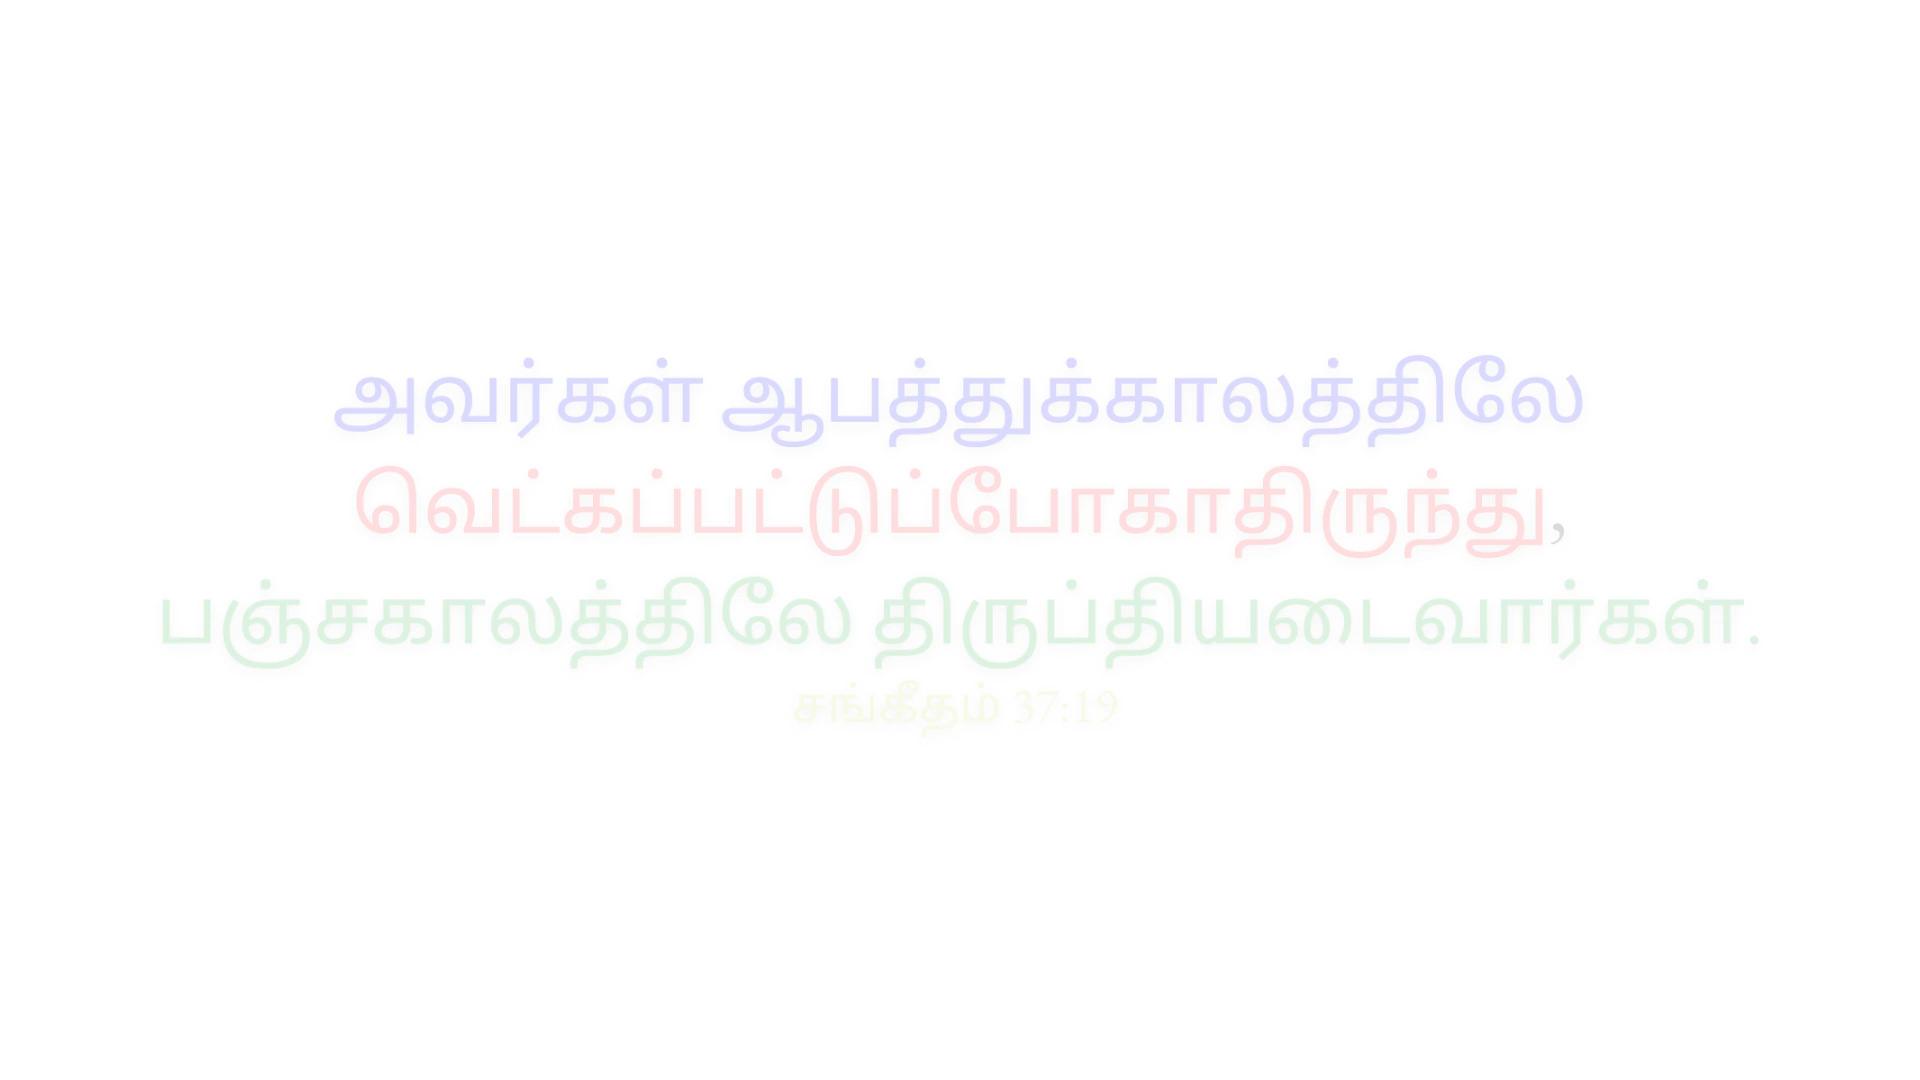 அவர்கள் ஆபத்துக்காலத்திலே
வெட்கப்பட்டுப்போகாதிருந்து,
பஞ்சகாலத்திலே திருப்தியடைவார்கள்.
சங்கீதம் 37:19